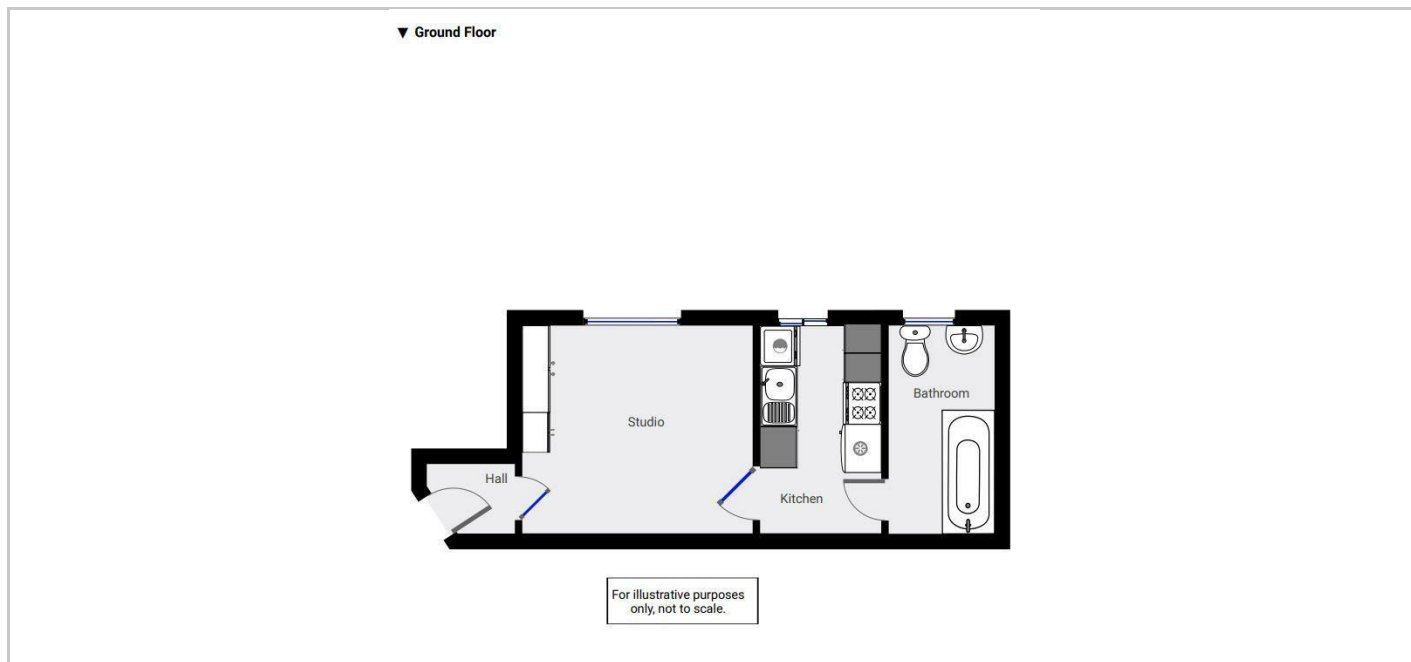 ▼ Ground Floor
Studio
Bathroom
Hall
Kitchen
For illustrative purposes
only, not to scale.